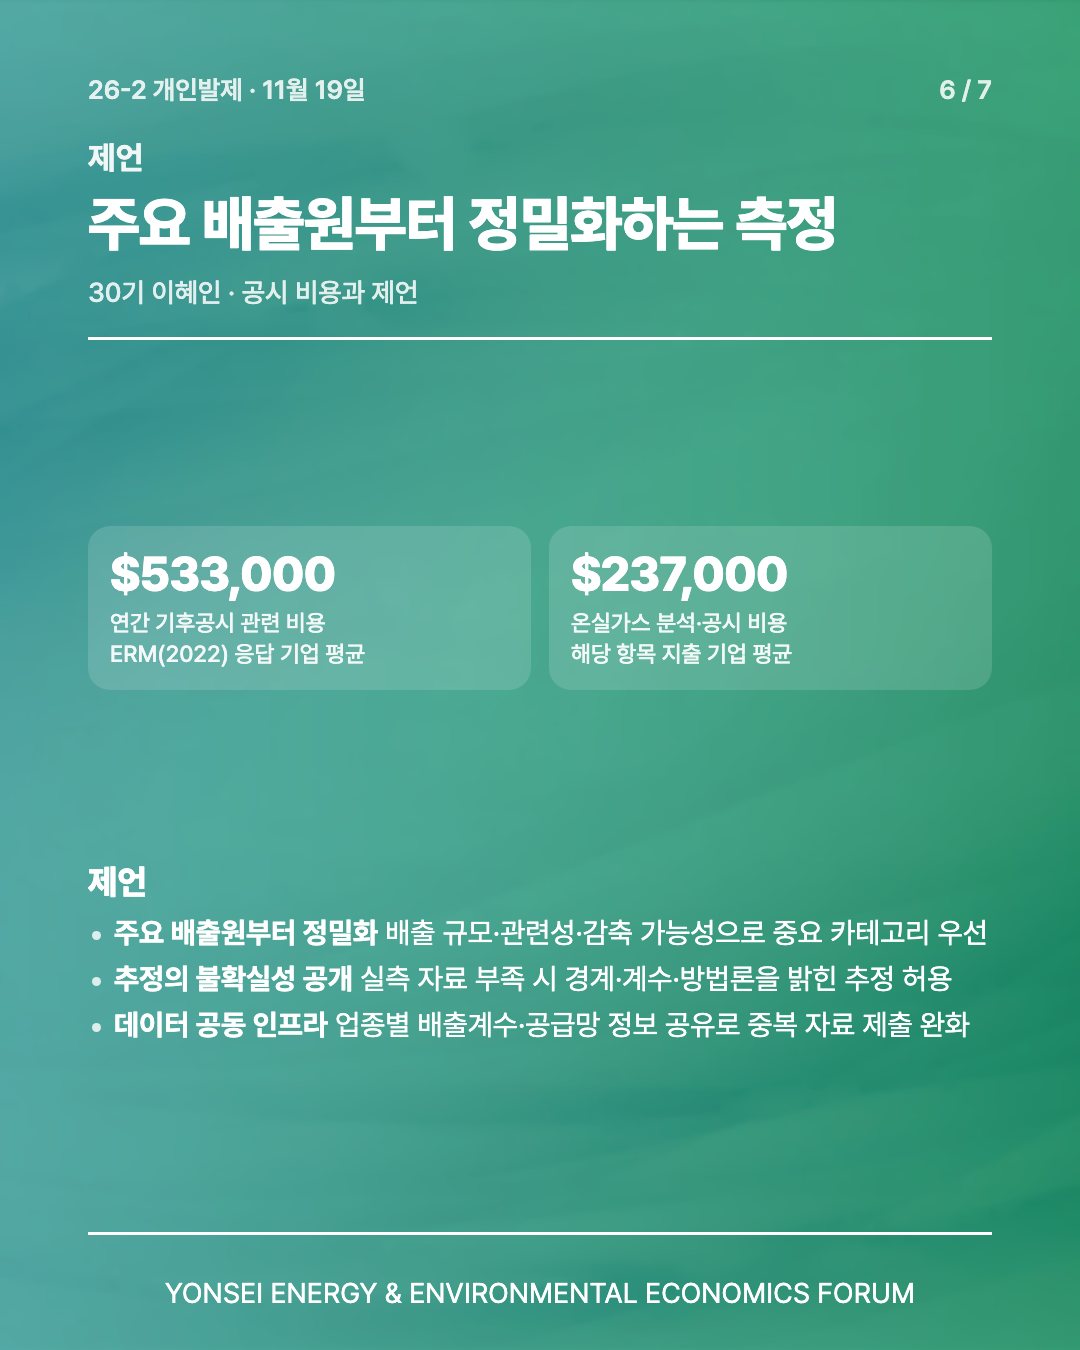 26-2 개인발제 · 11월 19일
6 / 7
제언
주요 배출원부터 정밀화하는 측정
30기 이혜인 · 공시 비용과 제언
$533,000
연간 기후공시 관련 비용
ERM(2022) 응답 기업 평균
$237,000
온실가스 분석·공시 비용
해당 항목 지출 기업 평균
제언
• 주요 배출원부터 정밀화 배출 규모·관련성·감축 가능성으로 중요 카테고리 우선
• 추정의 불확실성 공개 실측 자료 부족 시 경계·계수·방법론을 밝힌 추정 허용
• 데이터 공동 인프라 업종별 배출계수·공급망 정보 공유로 중복 자료 제출 완화
YONSEI ENERGY & ENVIRONMENTAL ECONOMICS FORUM